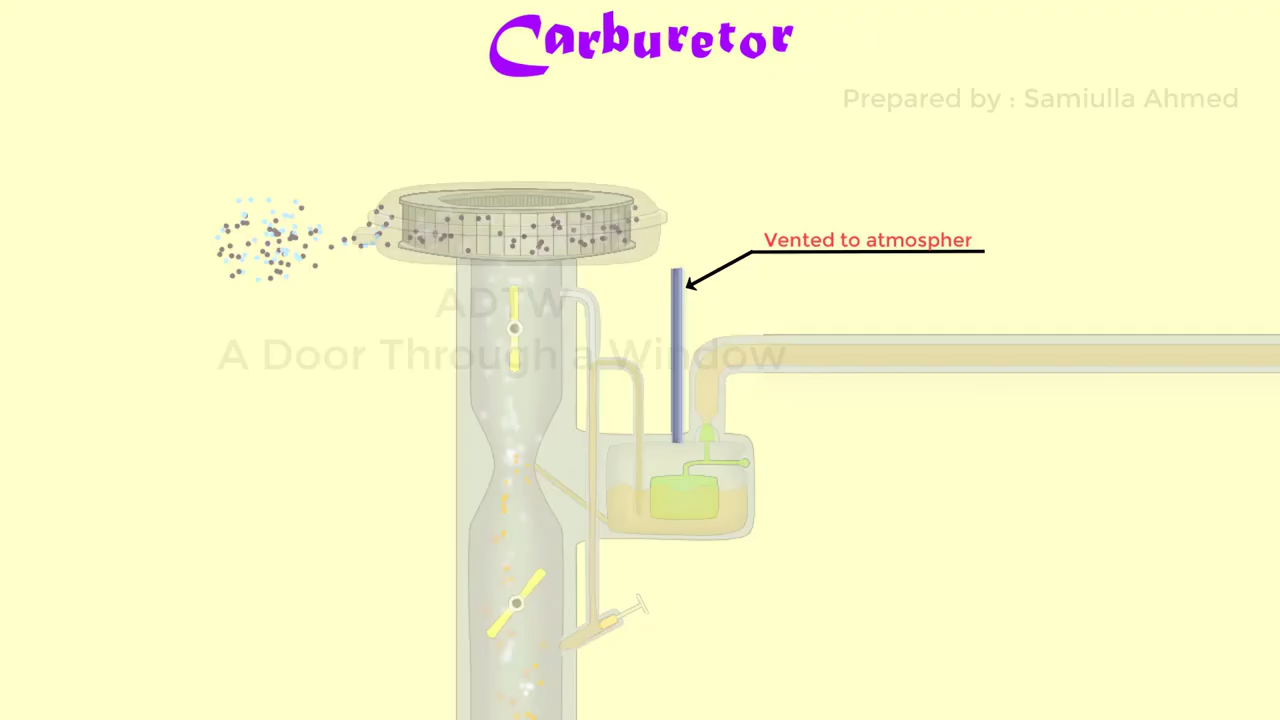 Carburetor
Prepared by : Samiulla Ahmed
Vented to atmospher
ADTW
A Door Through a Window